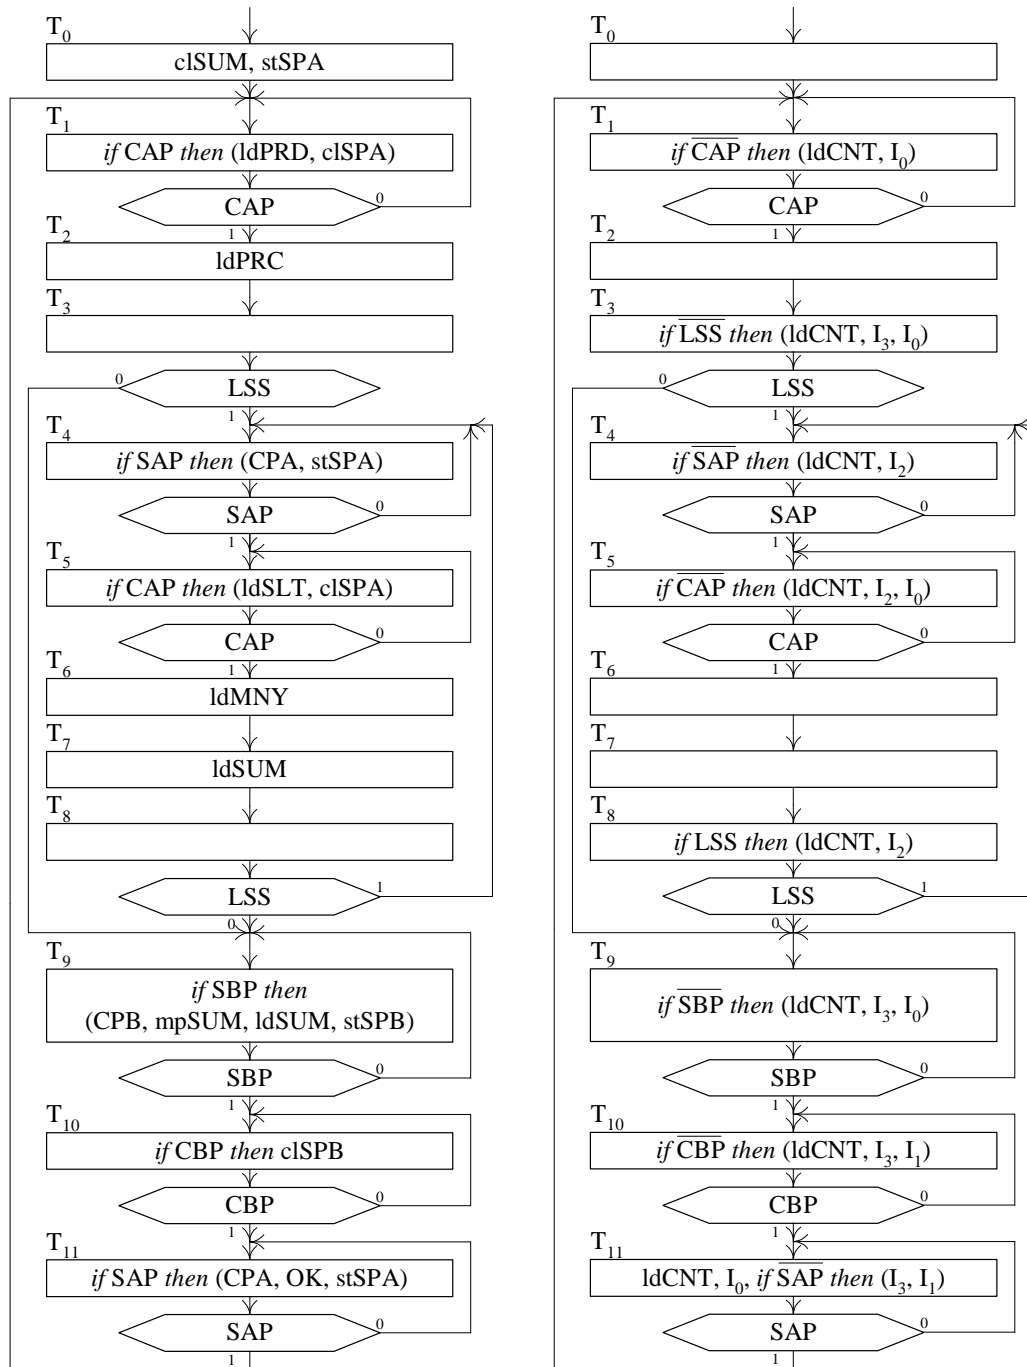 T₀
clSUM, stSPA
T₁
if CAP then (ldPRD, clSPA)
CAP
0
1
T₂
ldPRC
T₃
0
LSS
1
T₄
if SAP then (CPA, stSPA)
SAP
0
1
T₅
if CAP then (ldSLT, clSPA)
CAP
0
1
T₆
ldMNY
T₇
ldSUM
T₈
LSS
1
0
T₉
if SBP then
(CPB, mpSUM, ldSUM, stSPB)
SBP
0
1
T₁₀
if CBP then clSPB
CBP
0
1
T₁₁
if SAP then (CPA, OK, stSPA)
SAP
0
1
T₀
T₁
if C̅A̅P̅ then (ldCNT, I₀)
CAP
0
1
T₂
T₃
if L̅S̅S̅ then (ldCNT, I₃, I₀)
0
LSS
1
T₄
if S̅A̅P̅ then (ldCNT, I₂)
SAP
0
1
T₅
if C̅A̅P̅ then (ldCNT, I₂, I₀)
CAP
0
1
T₆
T₇
T₈
if LSS then (ldCNT, I₂)
LSS
1
0
T₉
if S̅B̅P̅ then (ldCNT, I₃, I₀)
SBP
0
1
T₁₀
if C̅B̅P̅ then (ldCNT, I₃, I₁)
CBP
0
1
T₁₁
ldCNT, I₀, if S̅A̅P̅ then (I₃, I₁)
SAP
0
1